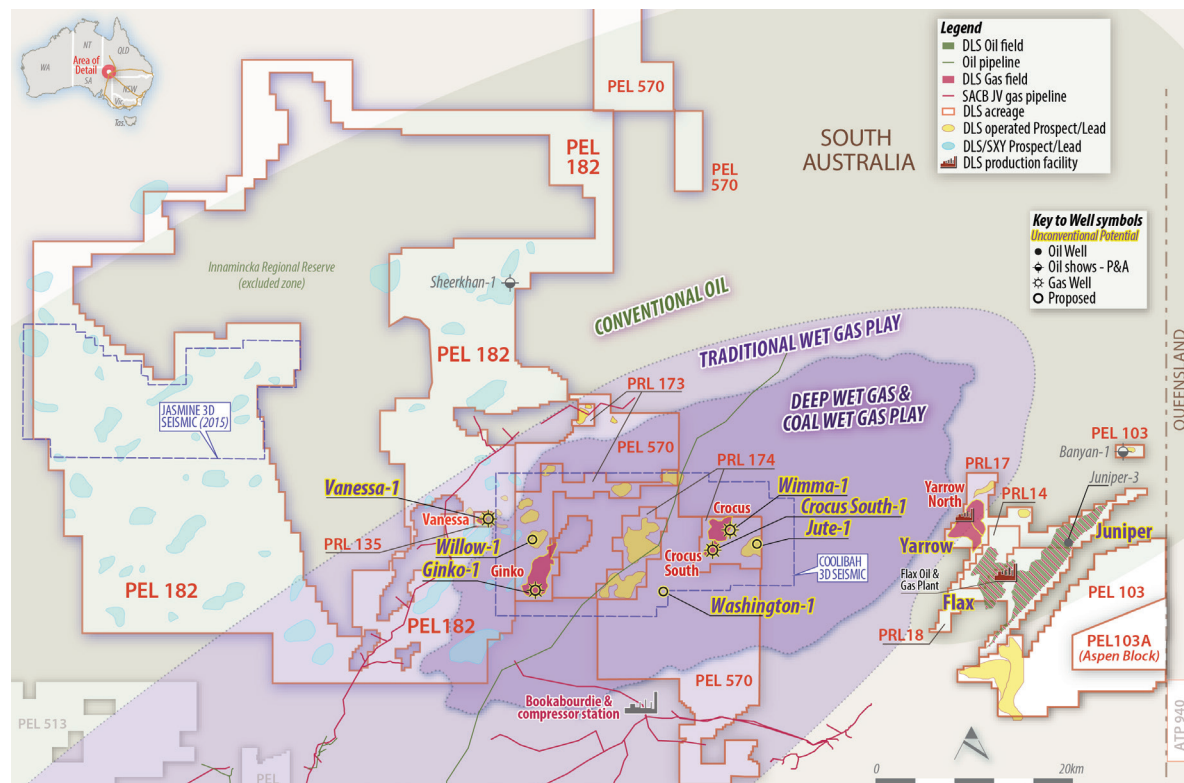 WA
NT
QLD
Area of
Detail
SA
NSW
Vic
Tas.
PEL 570
PEL
182
PEL
570
SOUTH
AUSTRALIA
Legend
DLS Oil field
Oil pipeline
DLS Gas field
SACB JV gas pipeline
DLS acreage
DLS operated Prospect/Lead
DLS/SXY Prospect/Lead
DLS production facility
Key to Well symbols
Unconventional Potential
Oil Well
Oil shows - P&A
Gas Well
Proposed
Innamincka Regional Reserve
(excluded zone)
Sheerkhan-1
CONVENTIONAL OIL
TRADITIONAL WET GAS PLAY
DEEP WET GAS &
COAL WET GAS PLAY
QUEENSLAND
PEL 182
PRL 173
JASMINE 3D
SEISMIC (2015)
PEL 570
PRL 174
PEL 103
Banyan-1
PRL17
Yarrow
North
PRL14
Juniper-3
Vanessa-1
Vanessa
Wimma-1
Crocus
Crocus South-1
Jute-1
PRL 135
Willow-1
Ginko-1
Ginko
Crocus
South
COOLIBAH
3D SEISMIC
Yarrow
Juniper
Flax Oil &
Gas Plant
Flax
PEL 182
Washington-1
PEL 103
PEL182
PRL18
PEL103A
(Aspen Block)
PEL 570
Bookabourdie &
compressor station
PEL 513
PEL
ATP 940
0
20km